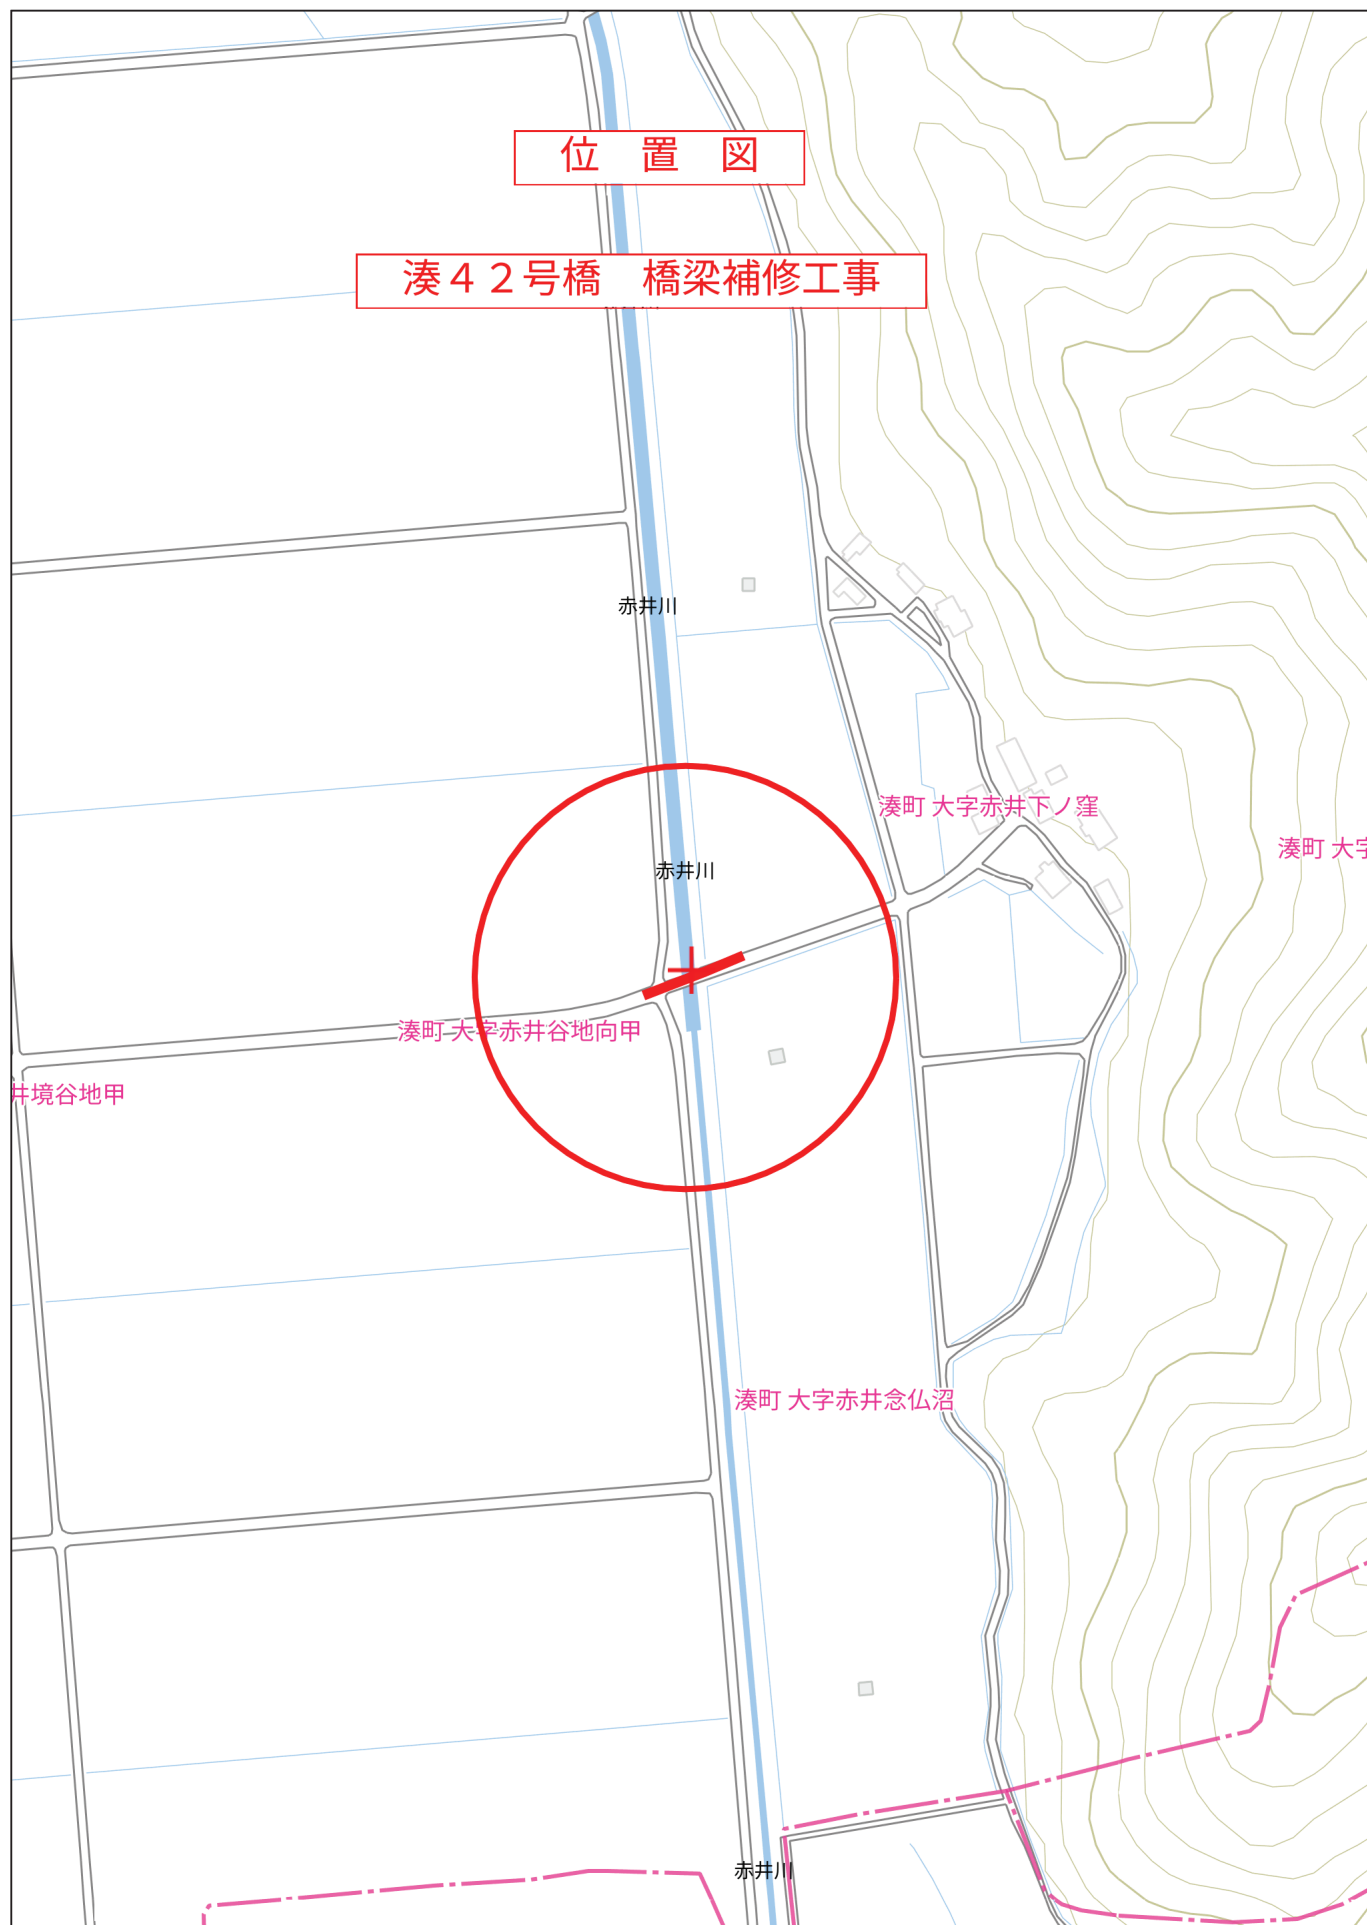 位　置　図
湊４２号橋　橋梁補修工事
赤井川
湊町 大字赤井下ノ窪
湊町 大字
赤井川
湊町 大字赤井谷地向甲
井境谷地甲
湊町 大字赤井念仏沼
赤井川